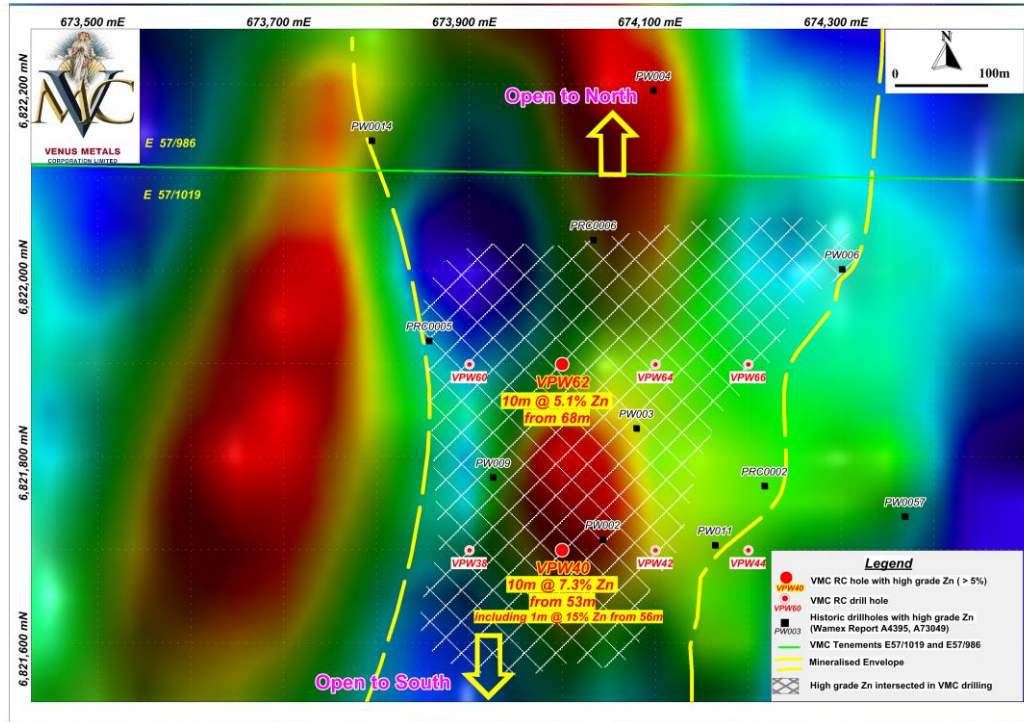 673,500 mE
673,700 mE
673,900 mE
674,100 mE
674,300 mE
VMC
VENUS METALS
CORPORATION LIMITED
N
0
100m
6,822,200 mN
6,822,000 mN
6,821,800 mN
6,821,600 mN
PW004
Open to North
PW0014
E 57/986
E 57/1019
PRC0006
PW006
PRC0005
VPW60
VPW62
VPW64
VPW66
10m @ 5.1% Zn
from 68m
PW003
PW009
PRC0002
PW0057
PW002
PW011
VPW38
VPW40
VPW42
VPW44
10m @ 7.3% Zn
from 53m
including 1m @ 15% Zn from 56m
Open to South
Legend
VPW40
VMC RC hole with high grade Zn ( > 5%)
VPW60
VMC RC drill hole
PW003
Historic drillholes with high grade Zn
(Wamex Report A4395, A73049)
VMC Tenements E57/1019 and E57/986
Mineralised Envelope
High grade Zn intersected in VMC drilling